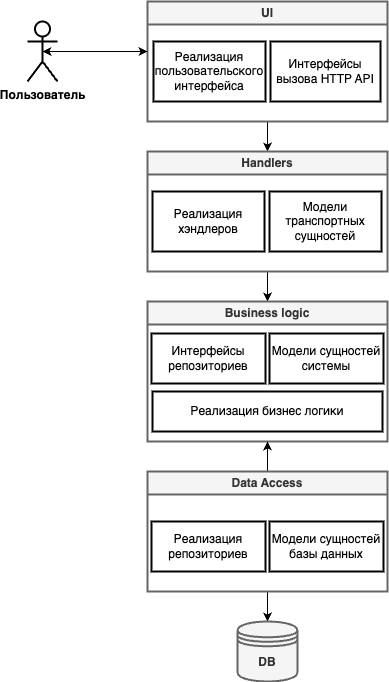 UI
Реализация
пользовательского
интерфейса
Интерфейсы
вызова HTTP API
Пользователь
Handlers
Реализация
хэндлеров
Модели
транспортных
сущностей
Business logic
Интерфейсы
репозиториев
Модели сущностей
системы
Реализация бизнес логики
Data Access
Реализация
репозиториев
Модели сущностей
базы данных
DB